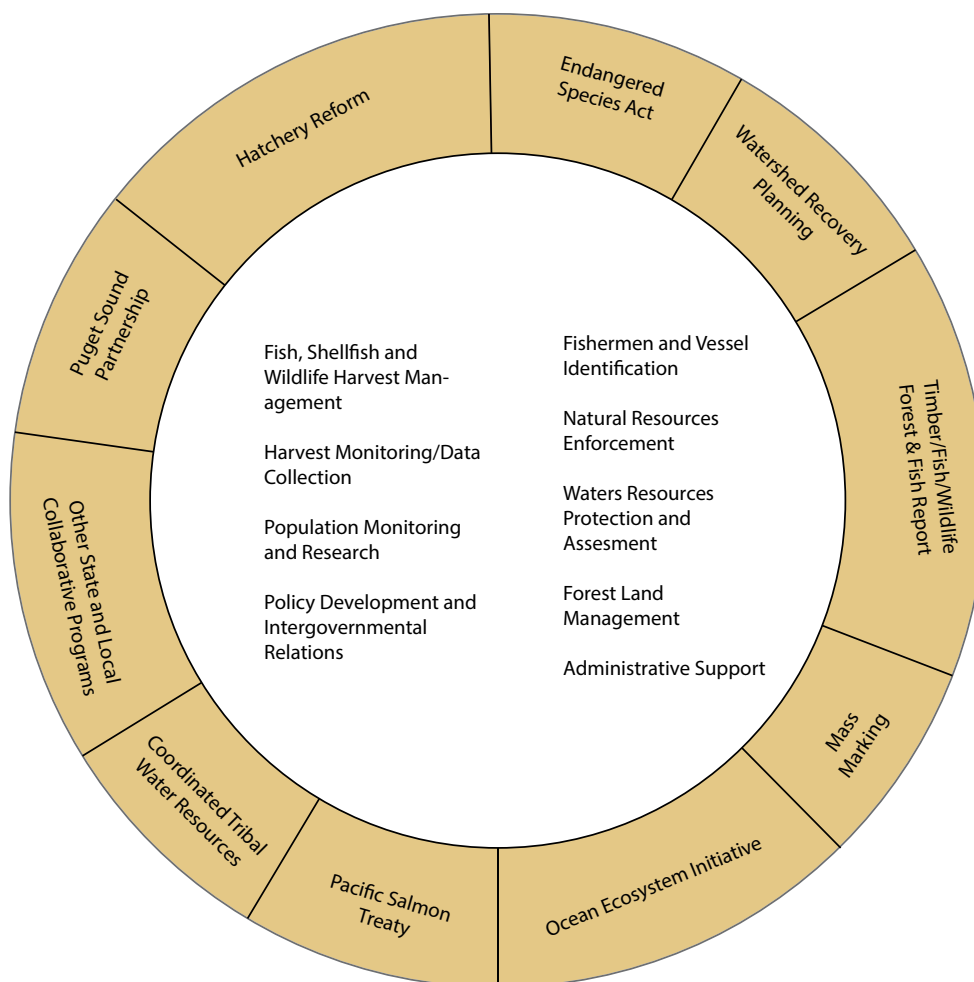 Endangered
Species Act
Watershed Recovery
Planning
Timber/Fish/Wildlife
Forest & Fish Report
Mass
Marking
Ocean Ecosystem Initiative
Pacific Salmon
Treaty
Coordinated Tribal
Water Resources
Other State and Local
Collaborative Programs
Puget Sound
Partnership
Hatchery Reform
Fish, Shellfish and
Wildlife Harvest Man-
agement
Harvest Monitoring/Data
Collection
Population Monitoring
and Research
Policy Development and
Intergovernmental
Relations
Fishermen and Vessel
Identification
Natural Resources
Enforcement
Waters Resources
Protection and
Assesment
Forest Land
Management
Administrative Support